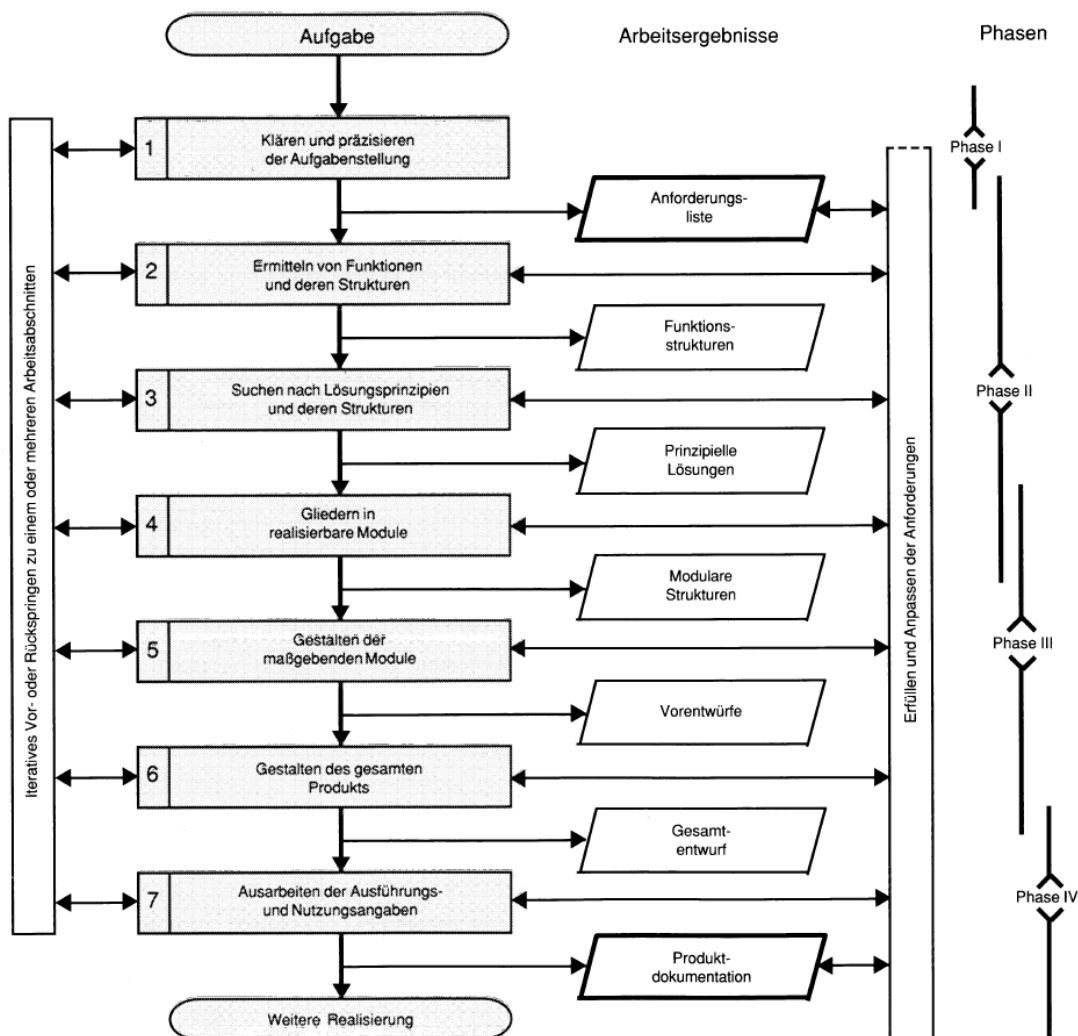 Aufgabe
Arbeitsergebnisse
Phasen
1
Klären und präzisieren
der Aufgabenstellung
Phase I
Anforderungs-
liste
2
Ermitteln von Funktionen
und deren Strukturen
Funktions-
strukturen
3
Suchen nach Lösungsprinzipien
und deren Strukturen
Phase II
Prinzipielle
Lösungen
4
Gliedern in
realisierbare Module
Modulare
Strukturen
5
Gestalten der
maßgebenden Module
Phase III
Vorentwürfe
6
Gestalten des gesamten
Produkts
Gesamt-
entwurf
7
Ausarbeiten der Ausführungs-
und Nutzungsangaben
Phase IV
Produkt-
dokumentation
Weitere Realisierung
Iteratives Vor- oder Rückspringen zu einem oder mehreren Arbeitsabschnitten
Erfüllen und Anpassen der Anforderungen